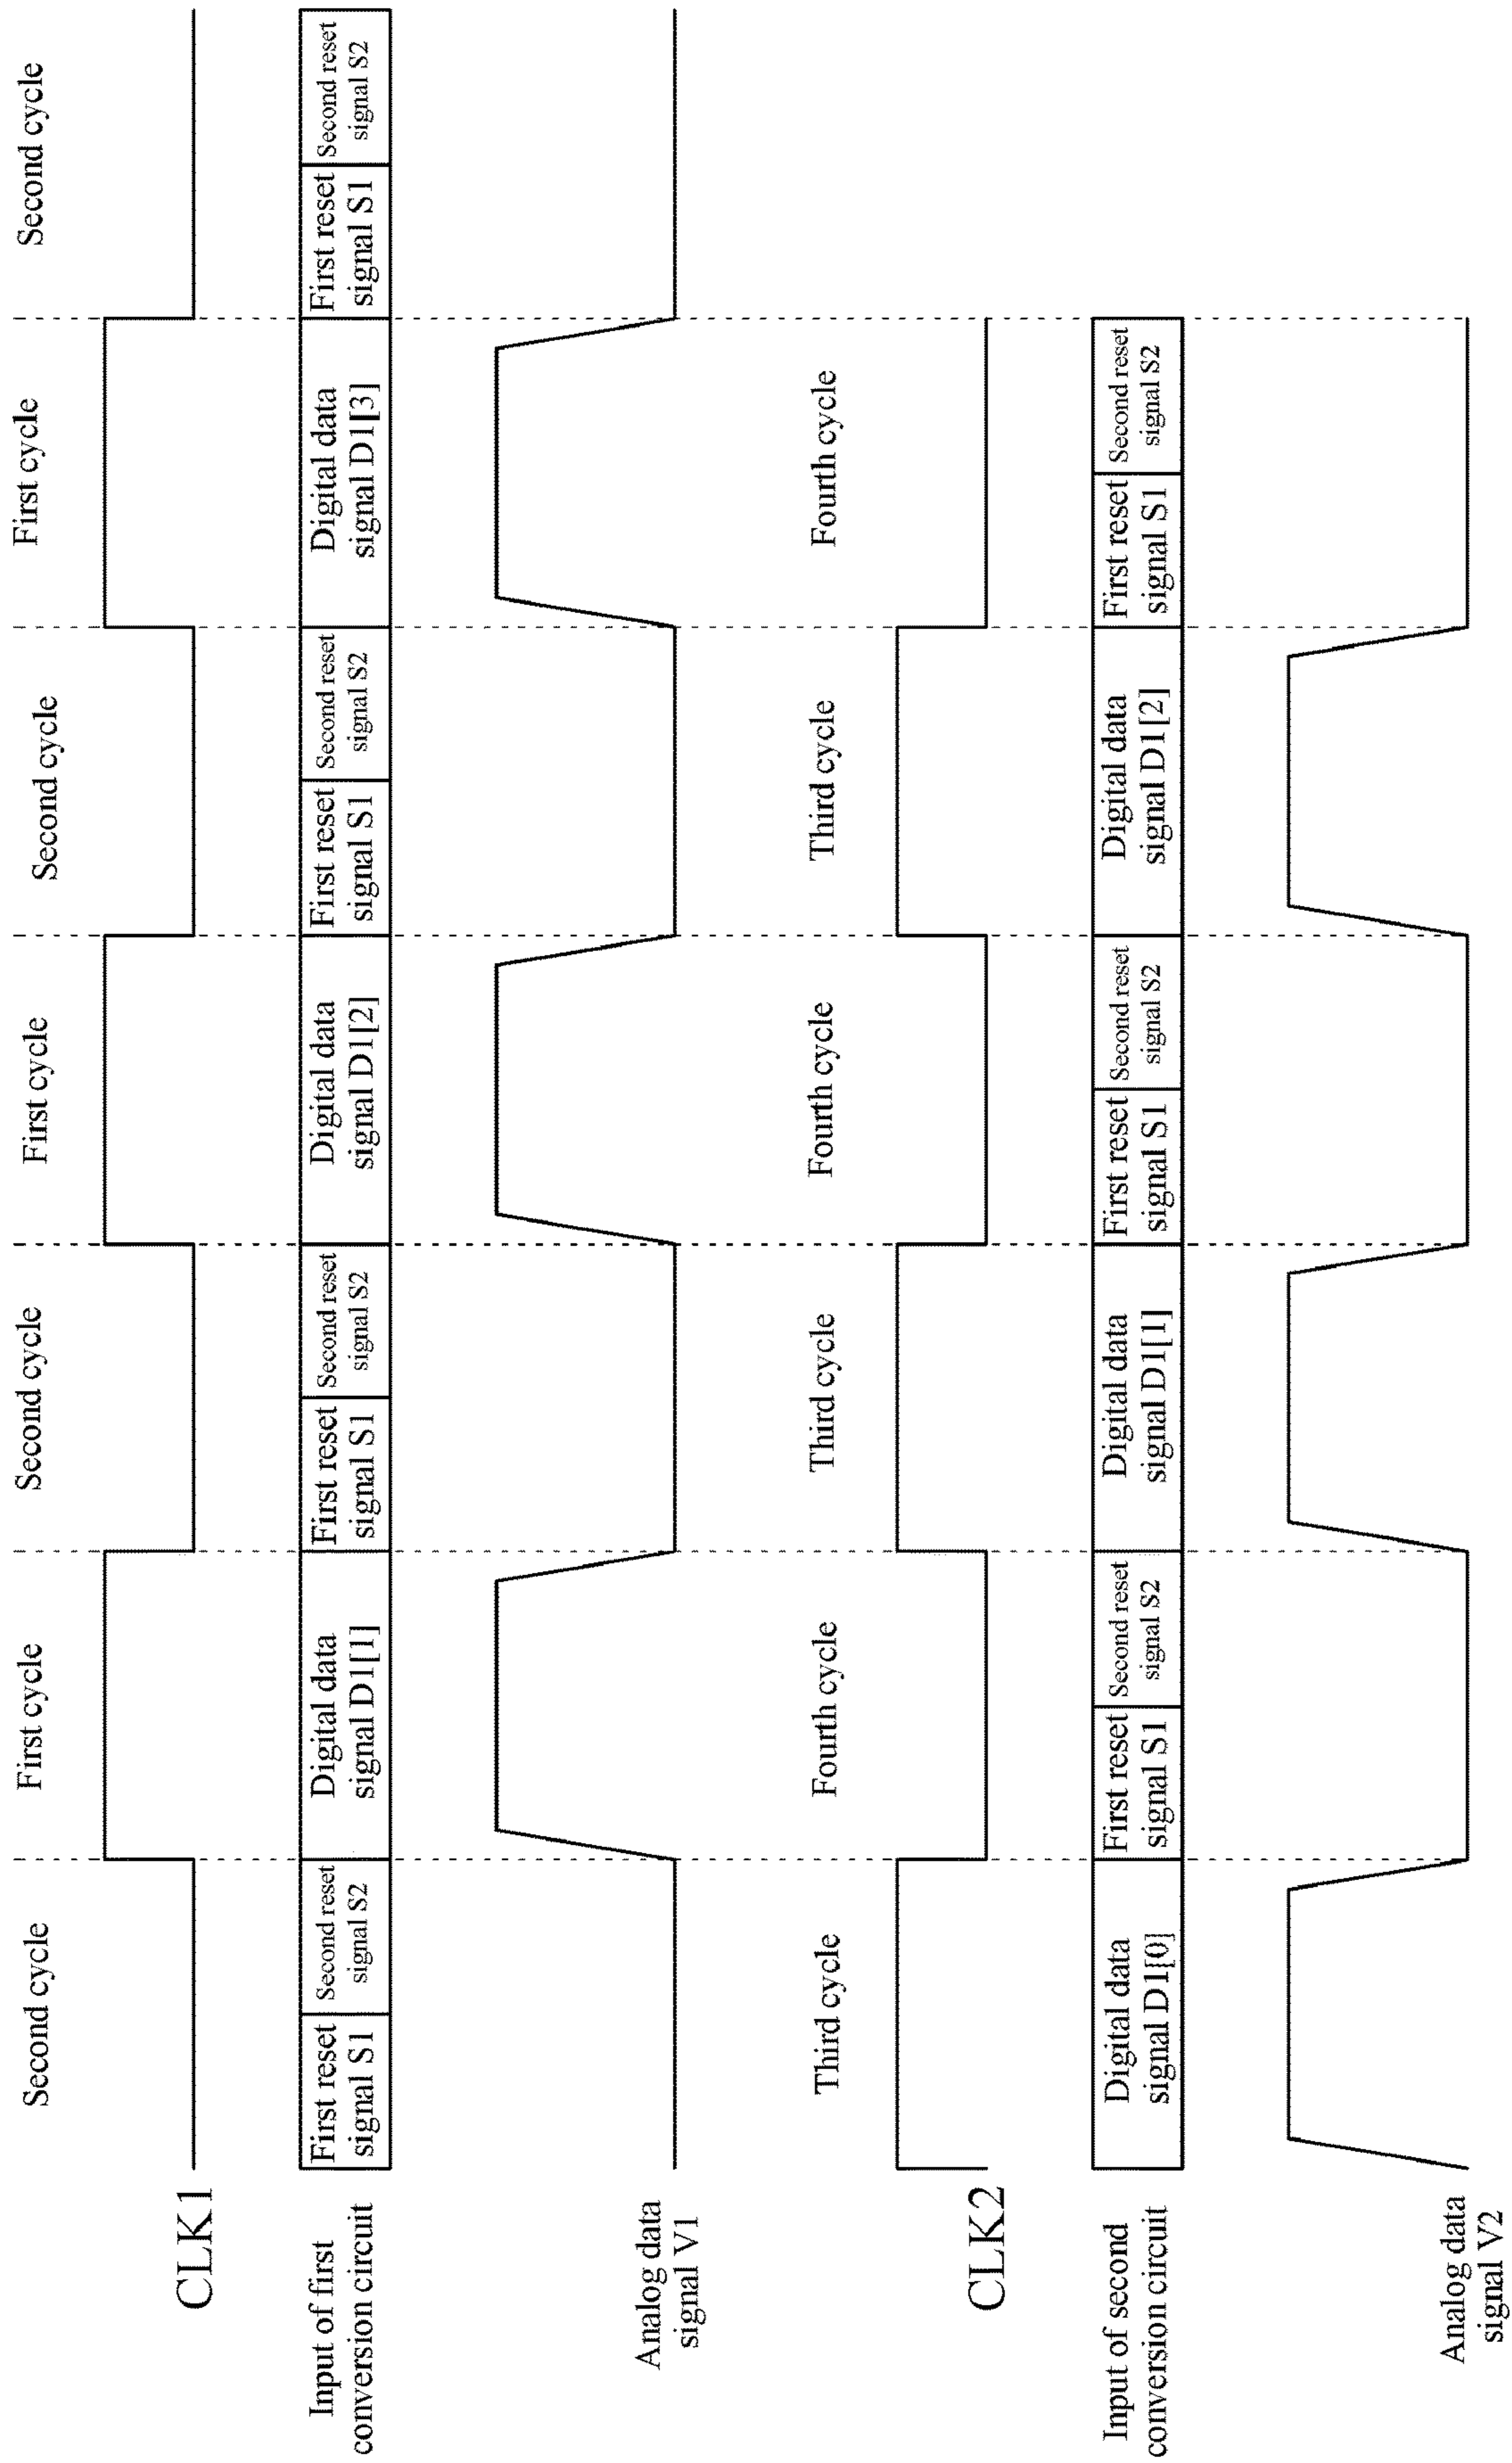 Second cycle
First cycle
Second cycle
First cycle
Second cycle
First cycle
Second cycle
CLK1
Input of first
conversion circuit
First reset
signal S1
Second reset
signal S2
Digital data
signal D1[1]
First reset
signal S1
Second reset
signal S2
Digital data
signal D1[2]
First reset
signal S1
Second reset
signal S2
Digital data
signal D1[3]
First reset
signal S1
Second reset
signal S2
Analog data
signal V1
Third cycle
Fourth cycle
Third cycle
Fourth cycle
Third cycle
Fourth cycle
CLK2
Input of second
conversion circuit
Digital data
signal D1[0]
First reset
signal S1
Second reset
signal S2
Digital data
signal D1[1]
First reset
signal S1
Second reset
signal S2
Digital data
signal D1[2]
First reset
signal S1
Second reset
signal S2
Analog data
signal V2